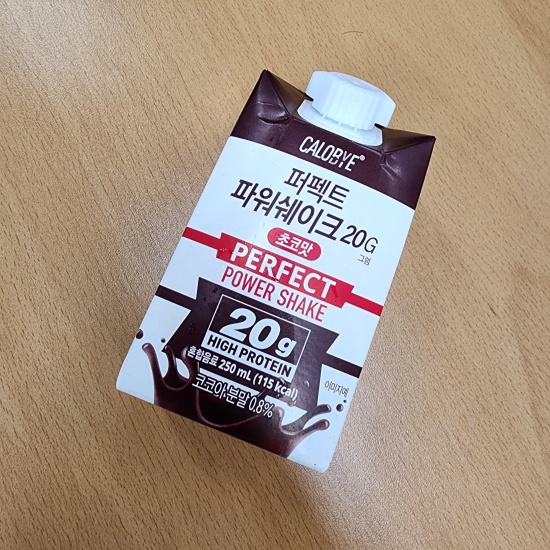 CALOBYE®
퍼펙트
파워쉐이크 20G
그램
초코맛
PERFECT
POWER SHAKE
20g
HIGH PROTEIN
혼합음료 250 mL (115 kcal)
코코아분말 0.8%
이미지예